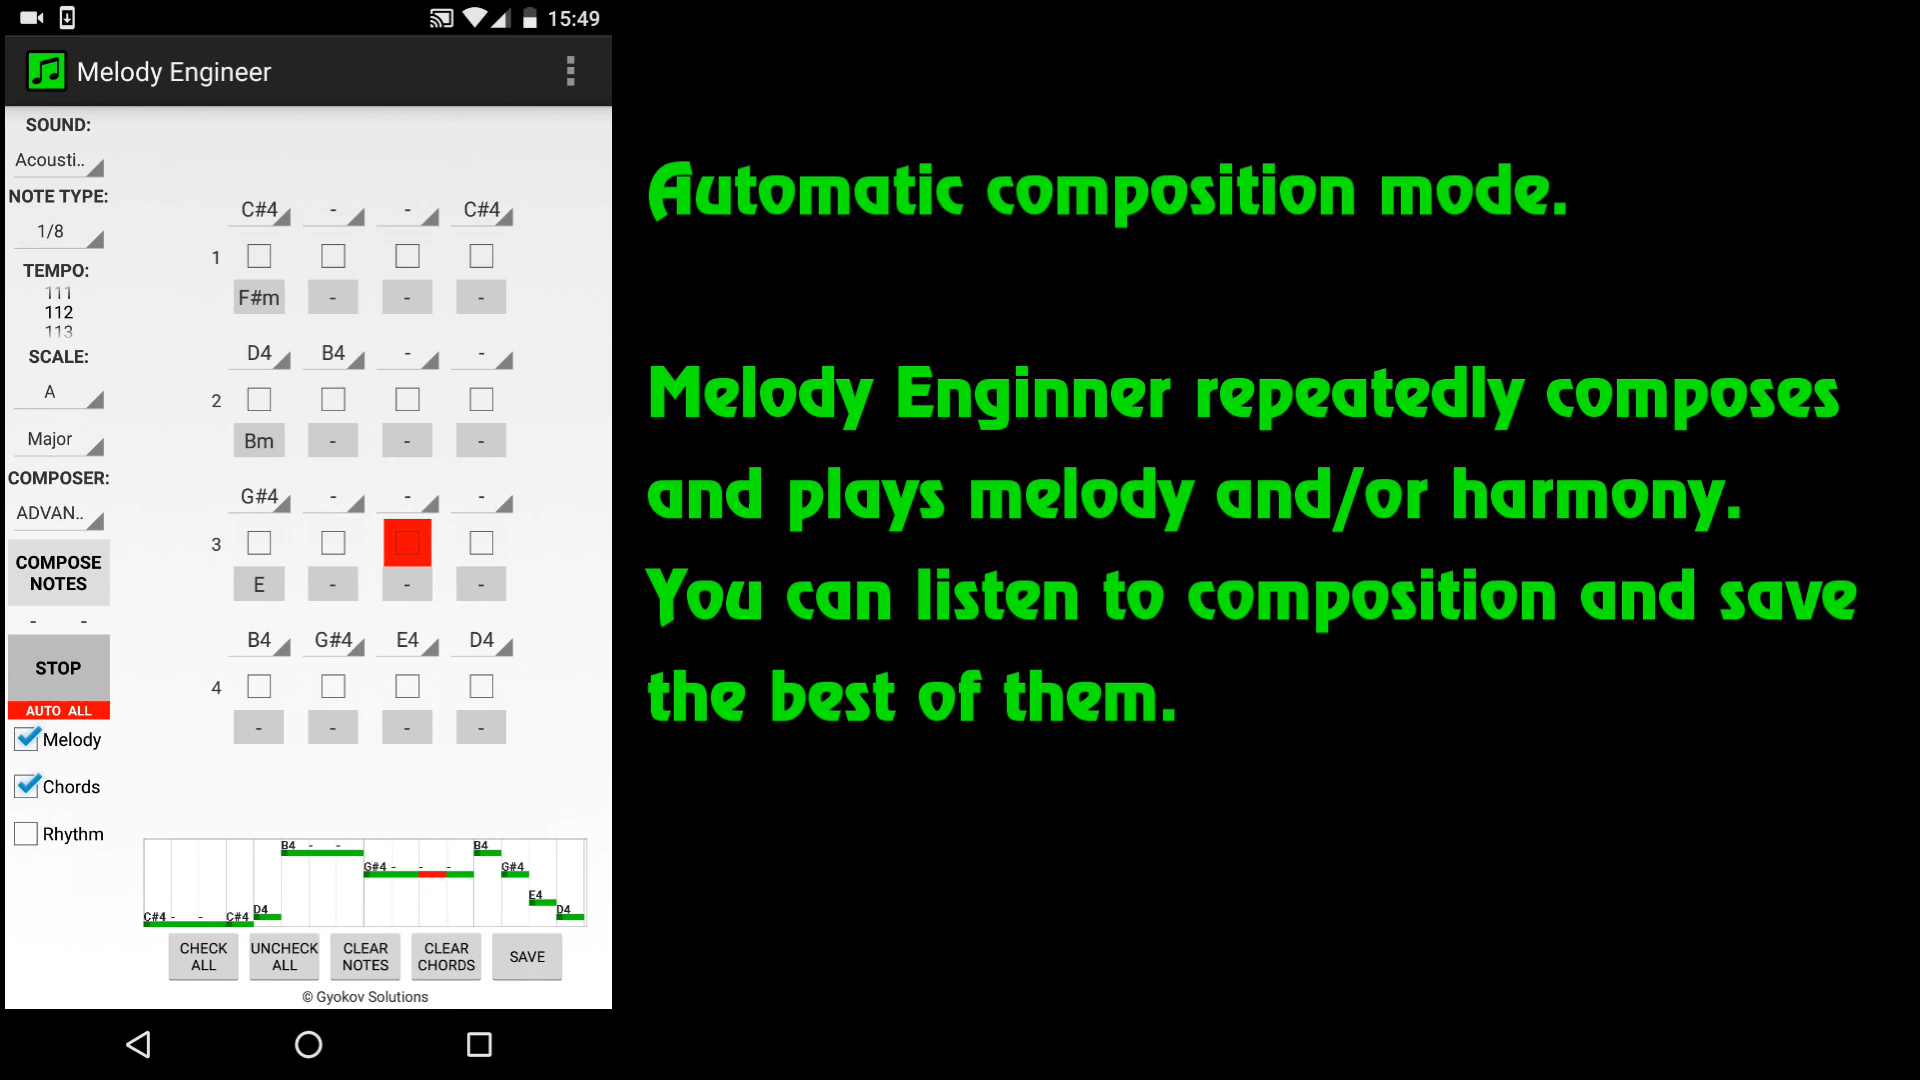 15:49
Melody Engineer
SOUND:
Acousti..
NOTE TYPE:
1/8
TEMPO:
111
112
113
SCALE:
A
Major
COMPOSER:
ADVAN..
COMPOSE
NOTES
- -
STOP
AUTO ALL
Melody
Chords
Rhythm
C#4 - - C#4
1
F#m - - -
D4 B4 - -
2
Bm - - -
G#4 - - -
3
E - - -
B4 G#4 E4 D4
4
- - - -
B4 - - B4
G#4 - - - G#4
E4
C#4 - - C#4 D4 D4
CHECK ALL
UNCHECK ALL
CLEAR NOTES
CLEAR CHORDS
SAVE
© Gyokov Solutions
Automatic composition mode.
Melody Enginner repeatedly composes
and plays melody and/or harmony.
You can listen to composition and save
the best of them.